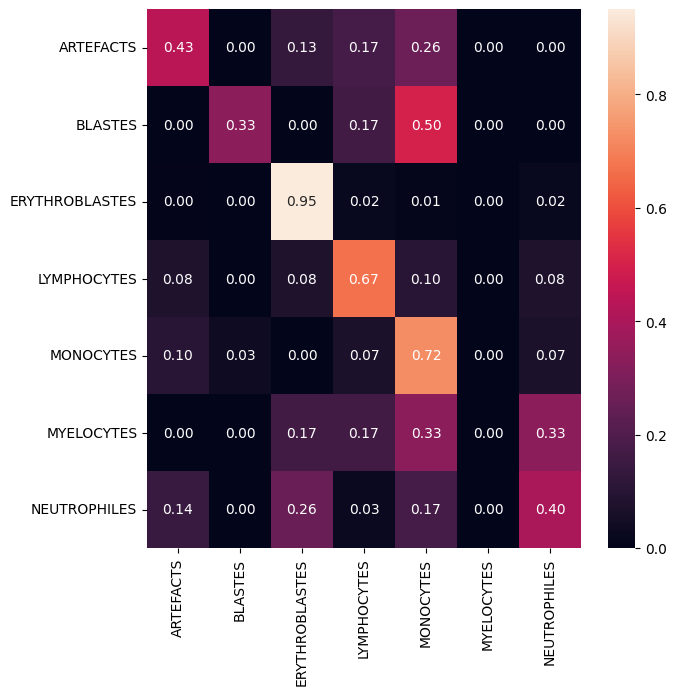 ARTEFACTS 0.43 0.00 0.13 0.17 0.26 0.00 0.00
BLASTES 0.00 0.33 0.00 0.17 0.50 0.00 0.00
ERYTHROBLASTES 0.00 0.00 0.95 0.02 0.01 0.00 0.02
LYMPHOCYTES 0.08 0.00 0.08 0.67 0.10 0.00 0.08
MONOCYTES 0.10 0.03 0.00 0.07 0.72 0.00 0.07
MYELOCYTES 0.00 0.00 0.17 0.17 0.33 0.00 0.33
NEUTROPHILES 0.14 0.00 0.26 0.03 0.17 0.00 0.40
ARTEFACTS
BLASTES
ERYTHROBLASTES
LYMPHOCYTES
MONOCYTES
MYELOCYTES
NEUTROPHILES
0.8
0.6
0.4
0.2
0.0